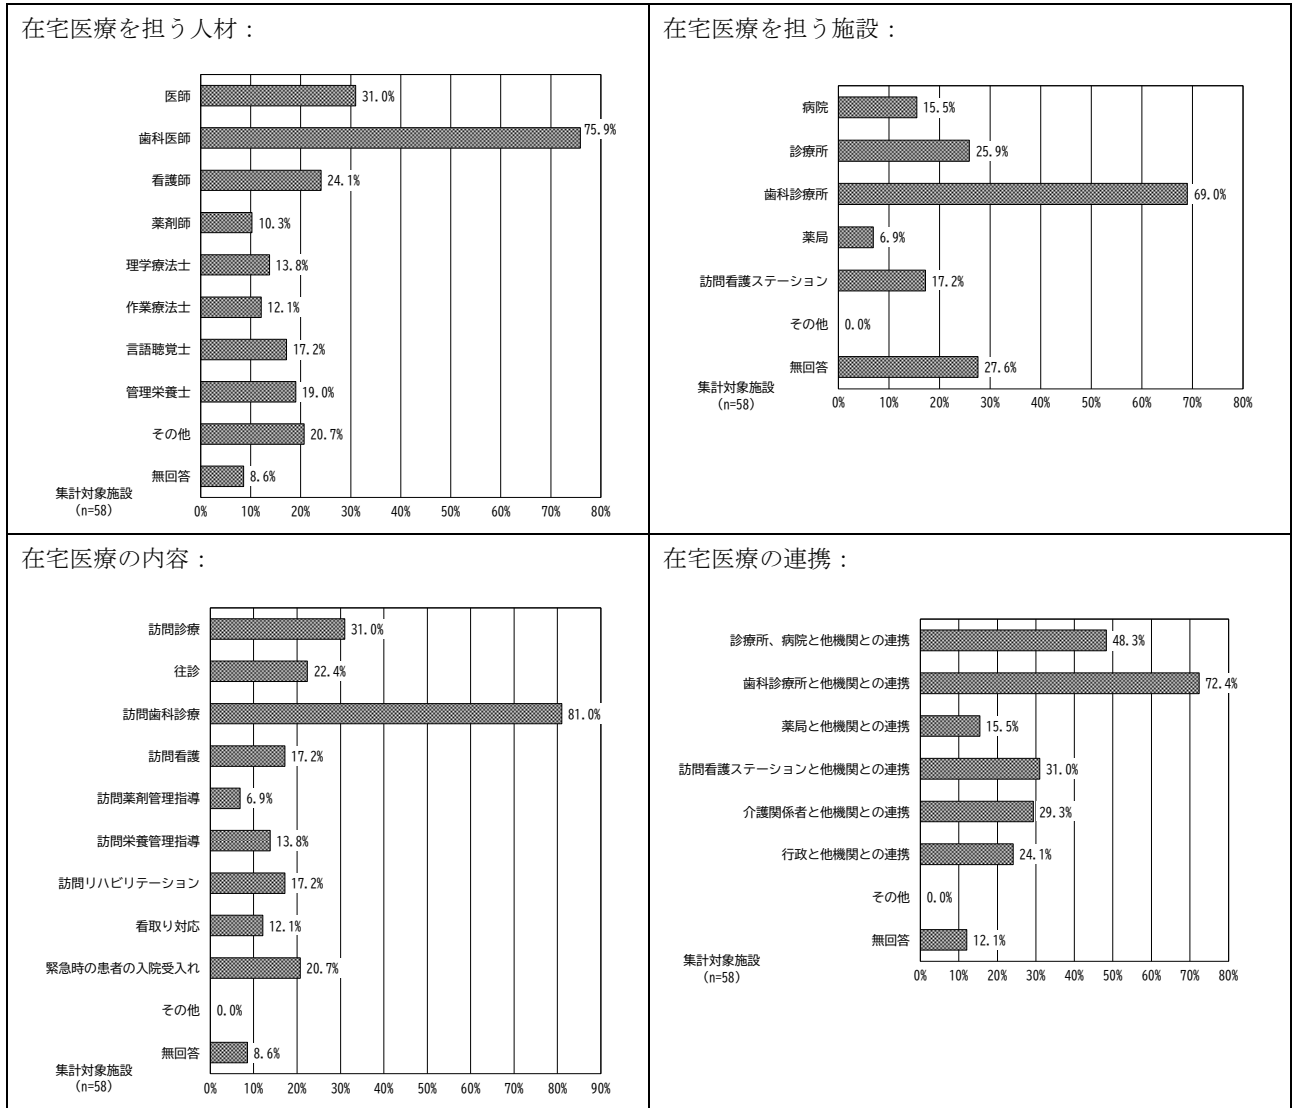 在宅医療を担う人材：
医師 31.0%
歯科医師 75.9%
看護師 24.1%
薬剤師 10.3%
理学療法士 13.8%
作業療法士 12.1%
言語聴覚士 17.2%
管理栄養士 19.0%
その他 20.7%
無回答 8.6%
集計対象施設
(n=58)
0% 10% 20% 30% 40% 50% 60% 70% 80%
在宅医療を担う施設：
病院 15.5%
診療所 25.9%
歯科診療所 69.0%
薬局 6.9%
訪問看護ステーション 17.2%
その他 0.0%
無回答 27.6%
集計対象施設
(n=58)
0% 10% 20% 30% 40% 50% 60% 70% 80%
在宅医療の内容：
訪問診療 31.0%
往診 22.4%
訪問歯科診療 81.0%
訪問看護 17.2%
訪問薬剤管理指導 6.9%
訪問栄養管理指導 13.8%
訪問リハビリテーション 17.2%
看取り対応 12.1%
緊急時の患者の入院受入れ 20.7%
その他 0.0%
無回答 8.6%
集計対象施設
(n=58)
0% 10% 20% 30% 40% 50% 60% 70% 80% 90%
在宅医療の連携：
診療所、病院と他機関との連携 48.3%
歯科診療所と他機関との連携 72.4%
薬局と他機関との連携 15.5%
訪問看護ステーションと他機関との連携 31.0%
介護関係者と他機関との連携 29.3%
行政と他機関との連携 24.1%
その他 0.0%
無回答 12.1%
集計対象施設
(n=58)
0% 10% 20% 30% 40% 50% 60% 70% 80%